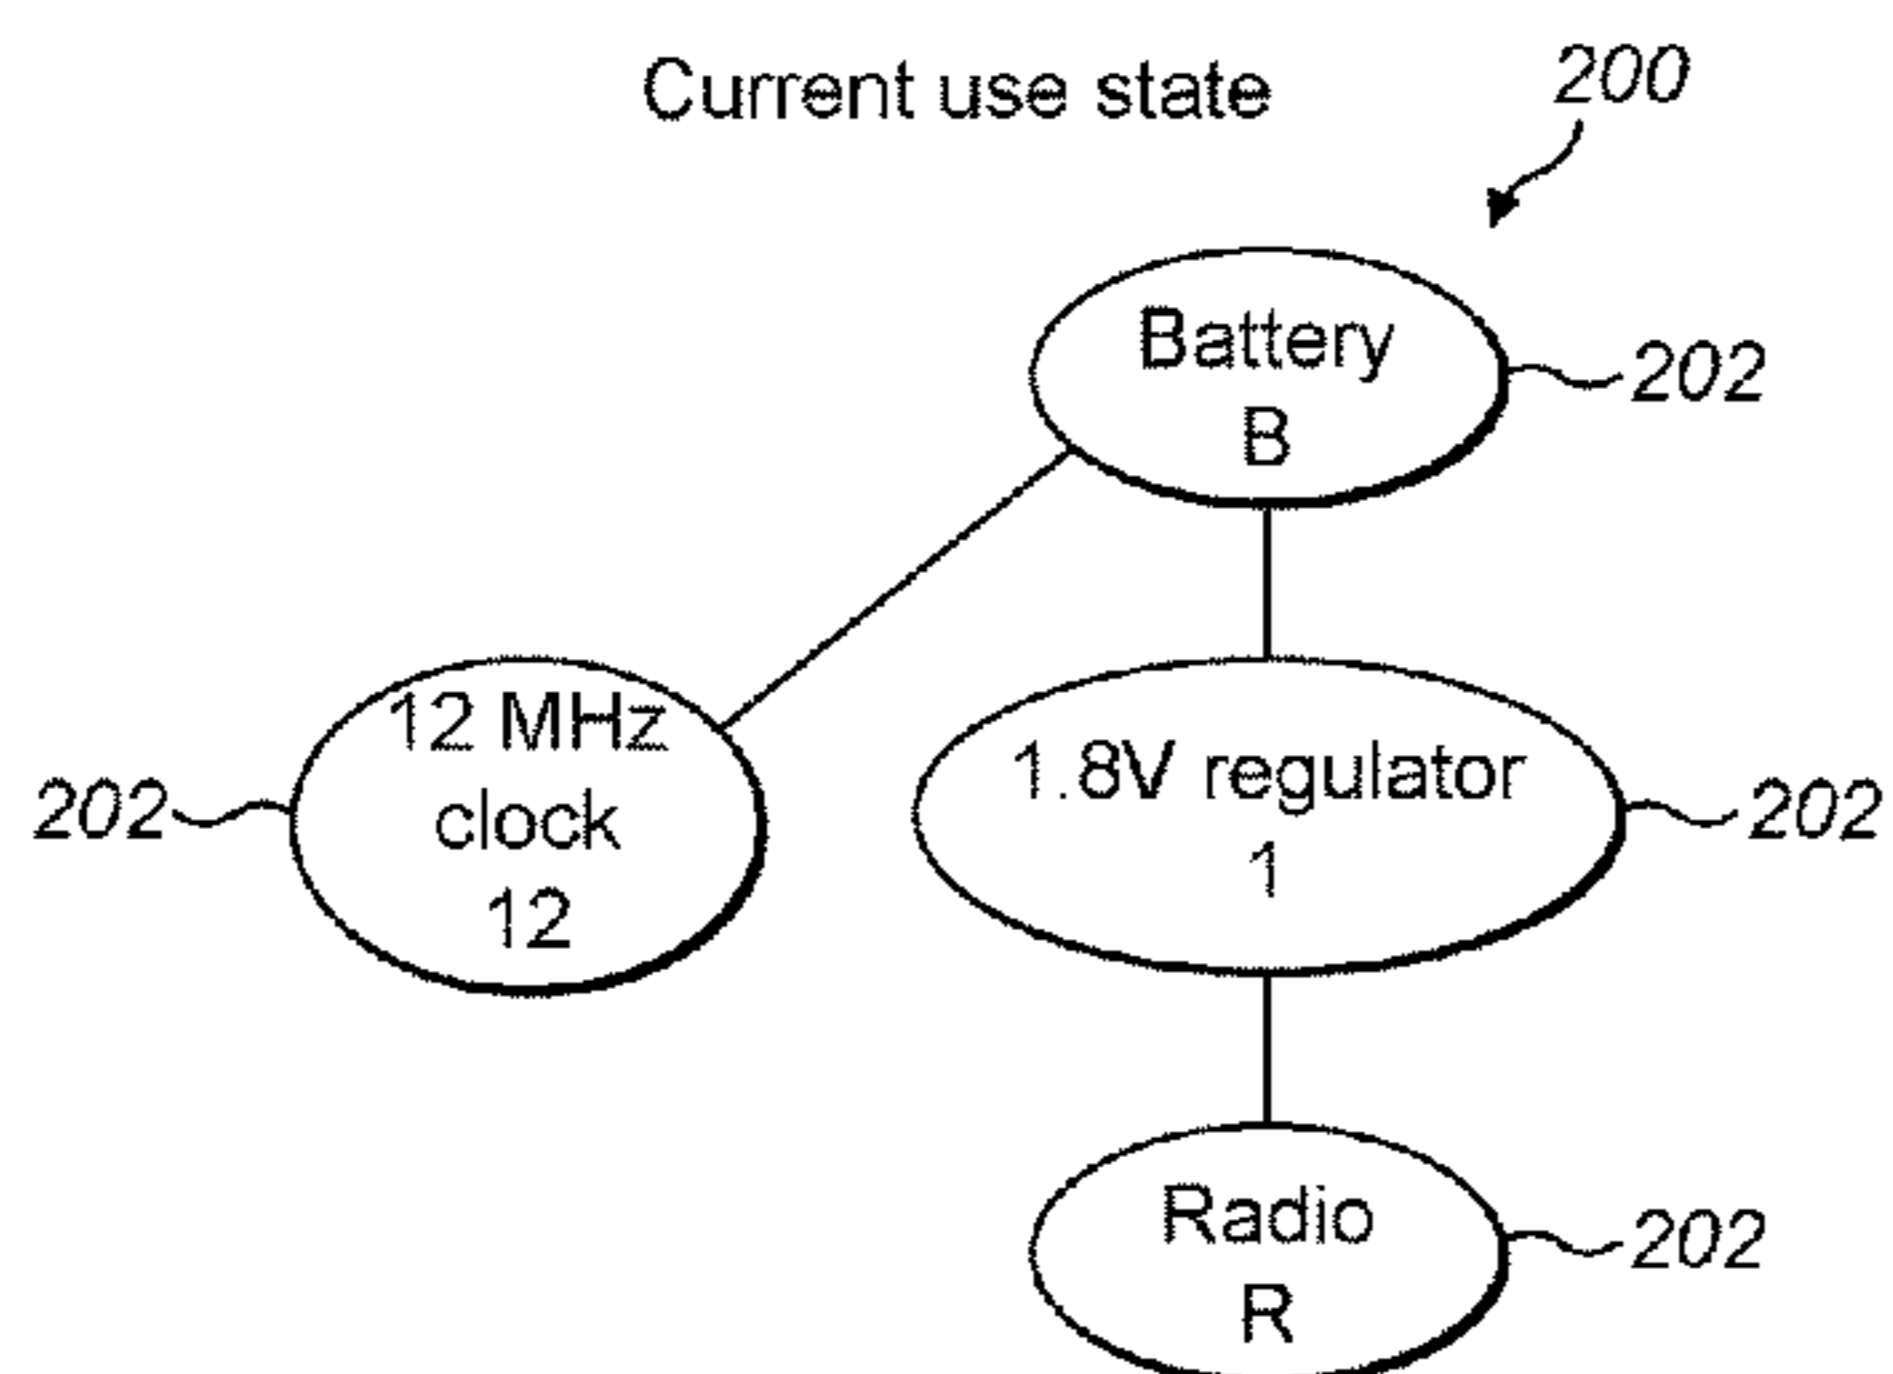 Current use state
200
Battery
B
202
12 MHz
clock
12
202
1.8V regulator
1
202
Radio
R
202